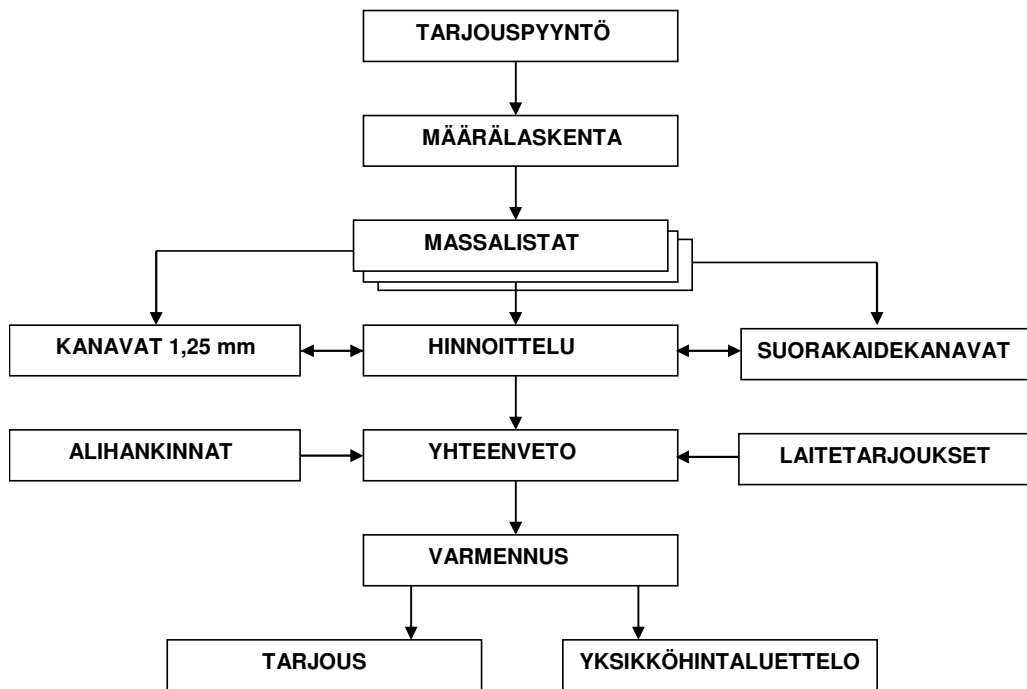 TARJOUSPYYNTÖ
MÄÄRÄLASKENTA
MASSALISTAT
KANAVAT 1,25 mm
HINNOITTELU
SUORAKAIDEKANAVAT
ALIHANKINNAT
YHTEENVETO
LAITETARJOUKSET
VARMENNUS
TARJOUS
YKSIKKÖHINTALUETTELO